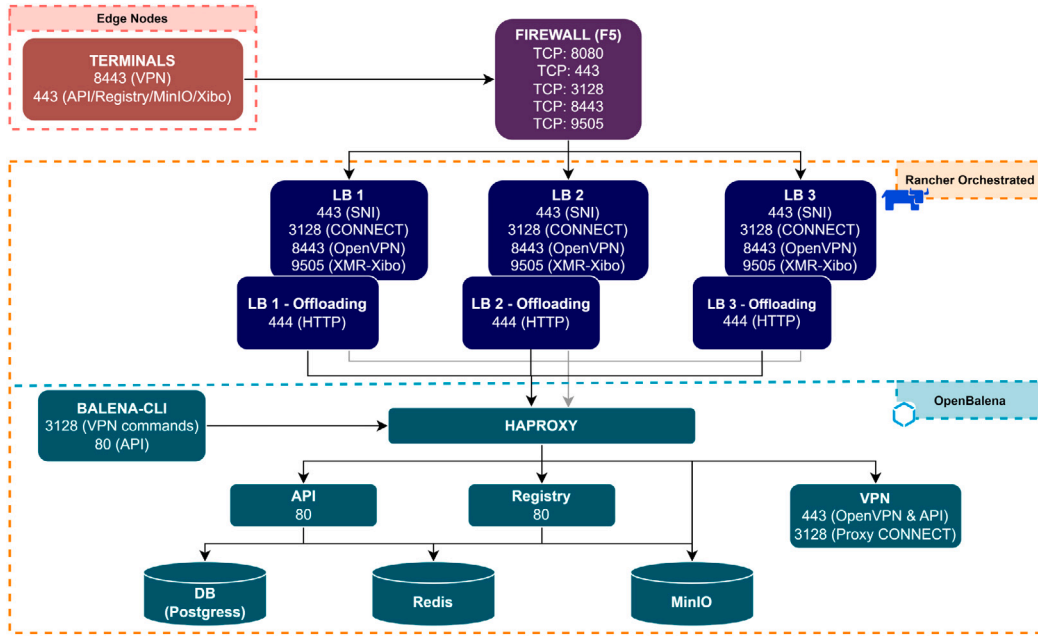 Edge Nodes
TERMINALS
8443 (VPN)
443 (API/Registry/MinIO/Xibo)
FIREWALL (F5)
TCP: 8080
TCP: 443
TCP: 3128
TCP: 8443
TCP: 9505
Rancher Orchestrated
LB 1
443 (SNI)
3128 (CONNECT)
8443 (OpenVPN)
9505 (XMR-Xibo)
LB 1 - Offloading
444 (HTTP)
LB 2
443 (SNI)
3128 (CONNECT)
8443 (OpenVPN)
9505 (XMR-Xibo)
LB 2 - Offloading
444 (HTTP)
LB 3
443 (SNI)
3128 (CONNECT)
8443 (OpenVPN)
9505 (XMR-Xibo)
LB 3 - Offloading
444 (HTTP)
OpenBalena
BALENA-CLI
3128 (VPN commands)
80 (API)
HAPROXY
API
80
Registry
80
VPN
443 (OpenVPN & API)
3128 (Proxy CONNECT)
DB
(Postgress)
Redis
MinIO